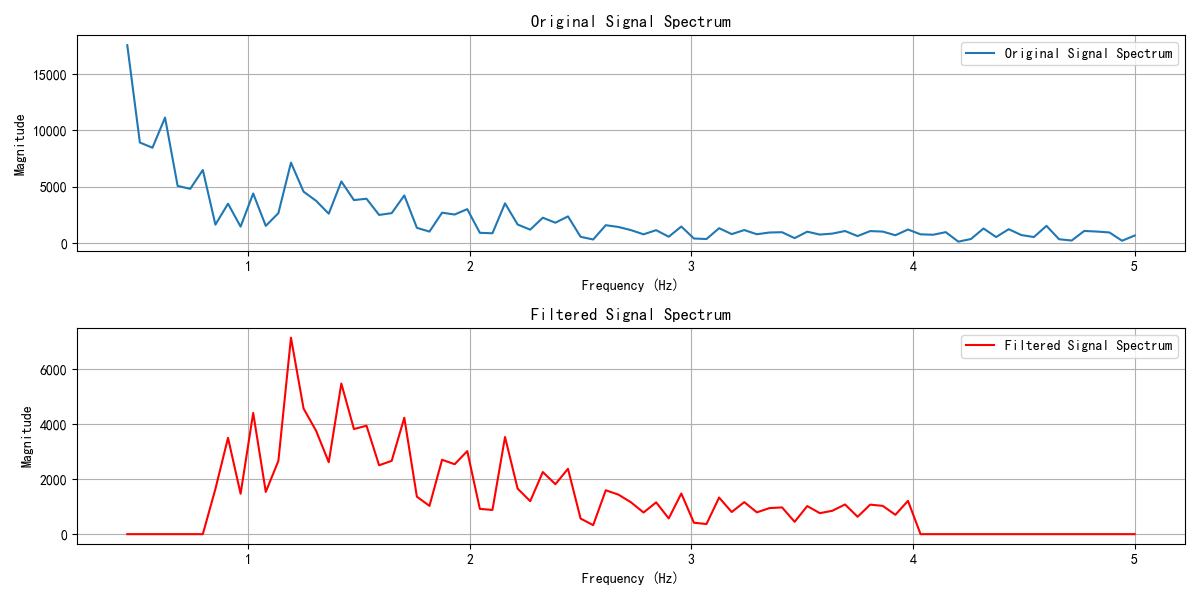 Original Signal Spectrum
Original Signal Spectrum
Magnitude
15000
10000
5000
0
1 2 3 4 5
Frequency (Hz)
Filtered Signal Spectrum
Filtered Signal Spectrum
Magnitude
6000
4000
2000
0
1 2 3 4 5
Frequency (Hz)